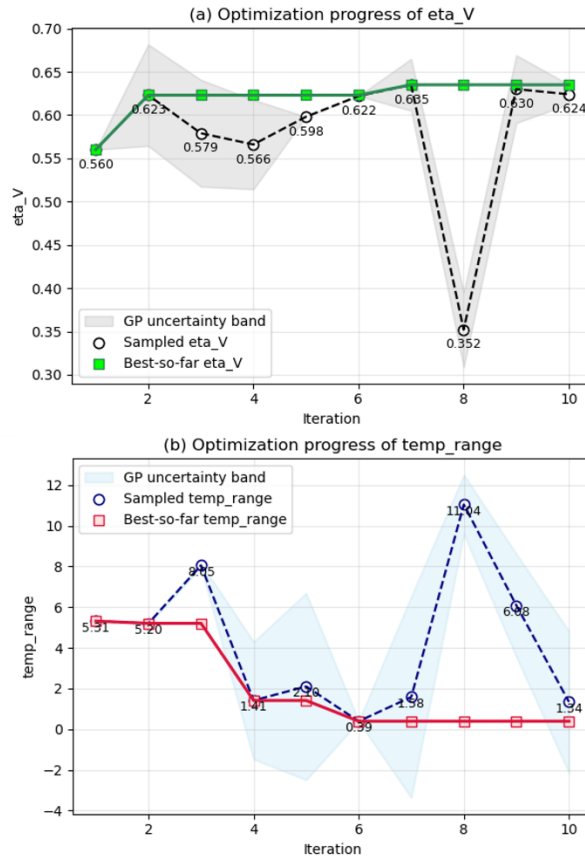 (a) Optimization progress of eta_V
0.70
0.65
0.60
0.55
0.50
0.45
0.40
0.35
0.30
eta_V
0.560
0.623
0.579
0.566
0.598
0.622
0.635
0.352
0.630
0.624
GP uncertainty band
Sampled eta_V
Best-so-far eta_V
2 4 6 8 10
Iteration
(b) Optimization progress of temp_range
12
10
8
6
4
2
0
−2
−4
temp_range
GP uncertainty band
Sampled temp_range
Best-so-far temp_range
5.31
5.20
8.05
1.41
2.10
0.39
1.58
11.04
6.08
1.34
2 4 6 8 10
Iteration